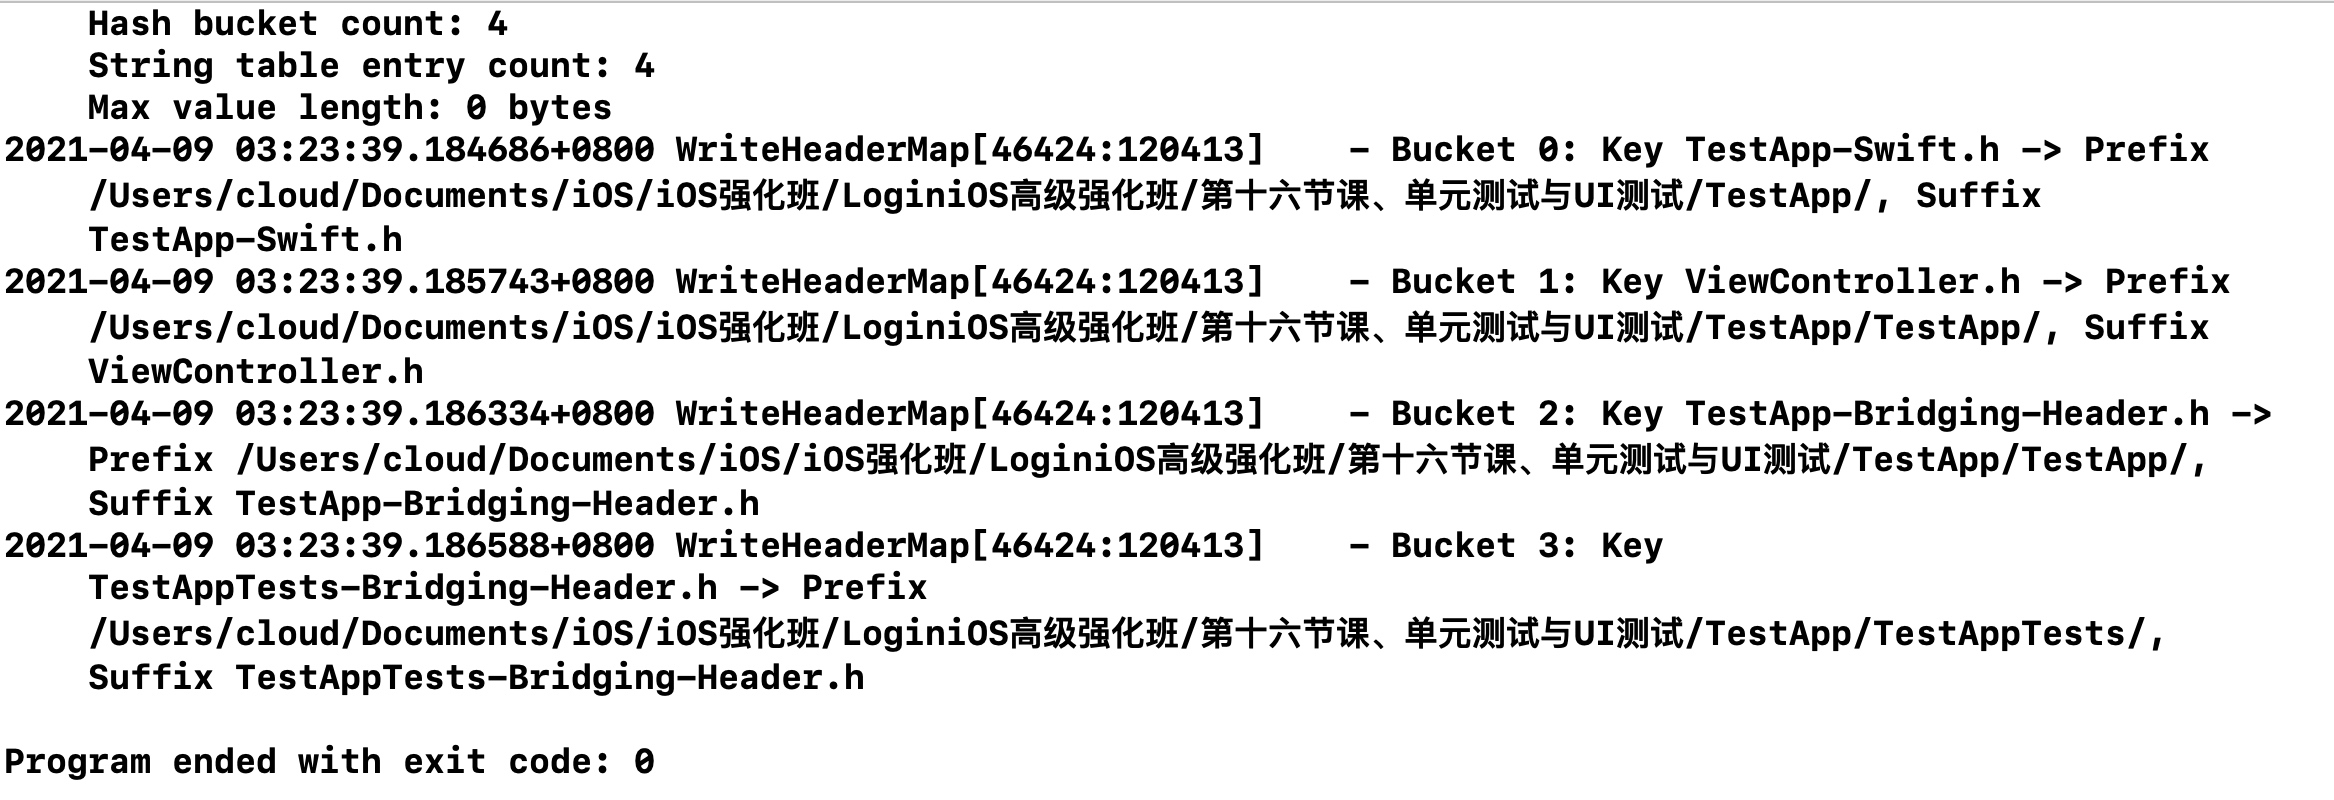 Hash bucket count: 4
String table entry count: 4
Max value length: 0 bytes
2021-04-09 03:23:39.184686+0800 WriteHeaderMap[46424:120413]    - Bucket 0: Key TestApp-Swift.h -> Prefix
/Users/cloud/Documents/iOS/iOS强化班/LoginiOS高级强化班/第十六节课、单元测试与UI测试/TestApp/, Suffix
TestApp-Swift.h
2021-04-09 03:23:39.185743+0800 WriteHeaderMap[46424:120413]    - Bucket 1: Key ViewController.h -> Prefix
/Users/cloud/Documents/iOS/iOS强化班/LoginiOS高级强化班/第十六节课、单元测试与UI测试/TestApp/TestApp/, Suffix
ViewController.h
2021-04-09 03:23:39.186334+0800 WriteHeaderMap[46424:120413]    - Bucket 2: Key TestApp-Bridging-Header.h ->
Prefix /Users/cloud/Documents/iOS/iOS强化班/LoginiOS高级强化班/第十六节课、单元测试与UI测试/TestApp/TestApp/,
Suffix TestApp-Bridging-Header.h
2021-04-09 03:23:39.186588+0800 WriteHeaderMap[46424:120413]    - Bucket 3: Key
TestAppTests-Bridging-Header.h -> Prefix
/Users/cloud/Documents/iOS/iOS强化班/LoginiOS高级强化班/第十六节课、单元测试与UI测试/TestApp/TestAppTests/,
Suffix TestAppTests-Bridging-Header.h
Program ended with exit code: 0